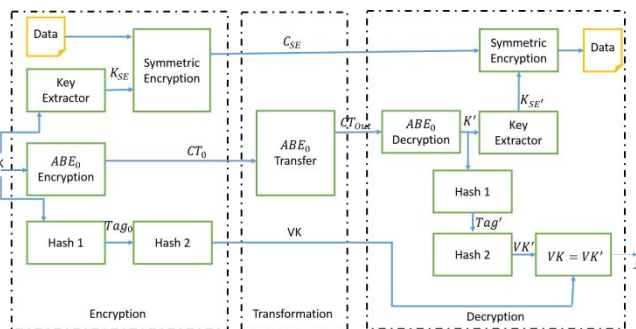 Data
Symmetric
Encryption
K_SE
Key
Extractor
ABE_0
Encryption
CT_0
Hash 1
Tag_0
Hash 2
VK
Encryption
C_SE
ABE_0
Transfer
CT_Out
Transformation
Symmetric
Encryption
Data
K_SE'
ABE_0
Decryption
K'
Key
Extractor
Hash 1
Tag'
Hash 2
VK'
VK = VK'
Decryption